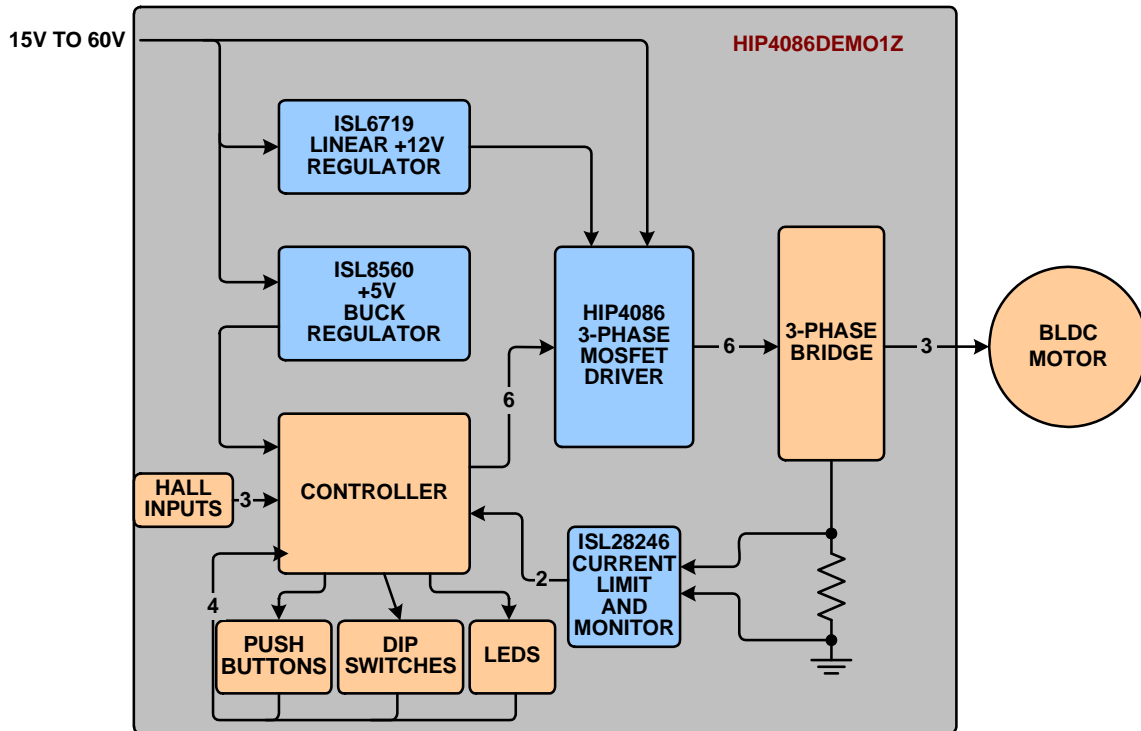 15V TO 60V
HIP4086DEMO1Z
ISL6719
LINEAR +12V
REGULATOR
ISL8560
+5V
BUCK
REGULATOR
HIP4086
3-PHASE
MOSFET
DRIVER
6
3-PHASE
BRIDGE
3
BLDC
MOTOR
6
HALL
INPUTS
3
CONTROLLER
2
ISL28246
CURRENT
LIMIT
AND
MONITOR
4
PUSH
BUTTONS
DIP
SWITCHES
LEDS